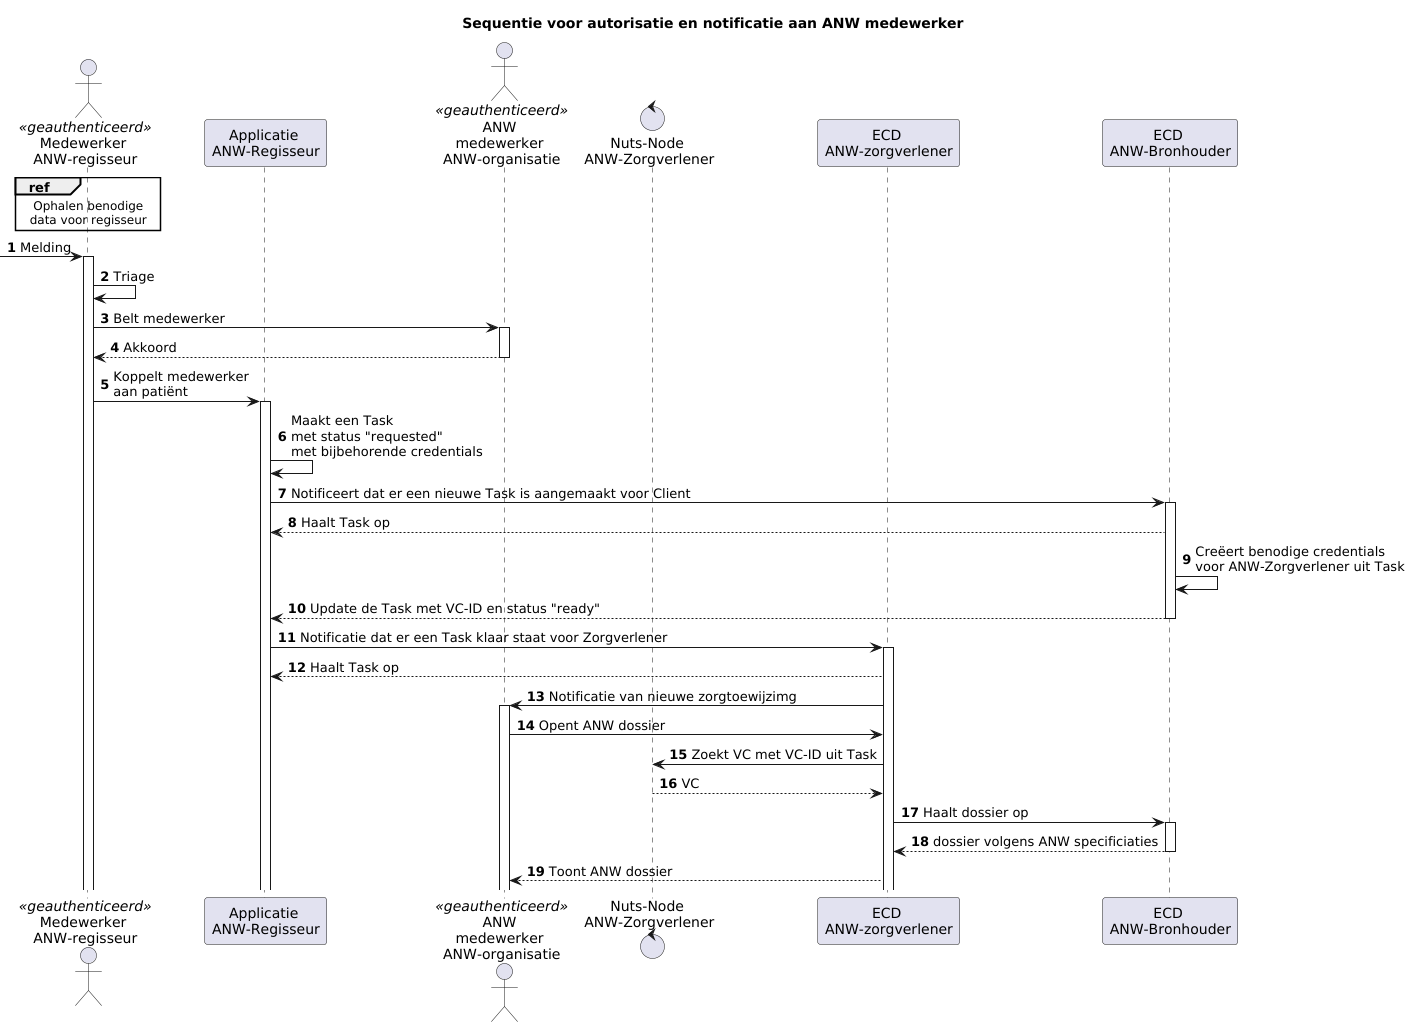 Sequentie voor autorisatie en notificatie aan ANW medewerker
«geauthenticeerd»
Medewerker
ANW-regisseur
Applicatie
ANW-Regisseur
«geauthenticeerd»
ANW
medewerker
ANW-organisatie
Nuts-Node
ANW-Zorgverlener
ECD
ANW-zorgverlener
ECD
ANW-Bronhouder
ref
Ophalen benodige
data voor regisseur
1 Melding
2 Triage
3 Belt medewerker
4 Akkoord
5 Koppelt medewerker
aan patiënt
Maakt een Task
6 met status "requested"
met bijbehorende credentials
7 Notificeert dat er een nieuwe Task is aangemaakt voor Client
8 Haalt Task op
9 Creëert benodige credentials
voor ANW-Zorgverlener uit Task
10 Update de Task met VC-ID en status "ready"
11 Notificatie dat er een Task klaar staat voor Zorgverlener
12 Haalt Task op
13 Notificatie van nieuwe zorgtoewijzimg
14 Opent ANW dossier
15 Zoekt VC met VC-ID uit Task
16 VC
17 Haalt dossier op
18 dossier volgens ANW specificiaties
19 Toont ANW dossier
«geauthenticeerd»
Medewerker
ANW-regisseur
Applicatie
ANW-Regisseur
«geauthenticeerd»
ANW
medewerker
ANW-organisatie
Nuts-Node
ANW-Zorgverlener
ECD
ANW-zorgverlener
ECD
ANW-Bronhouder